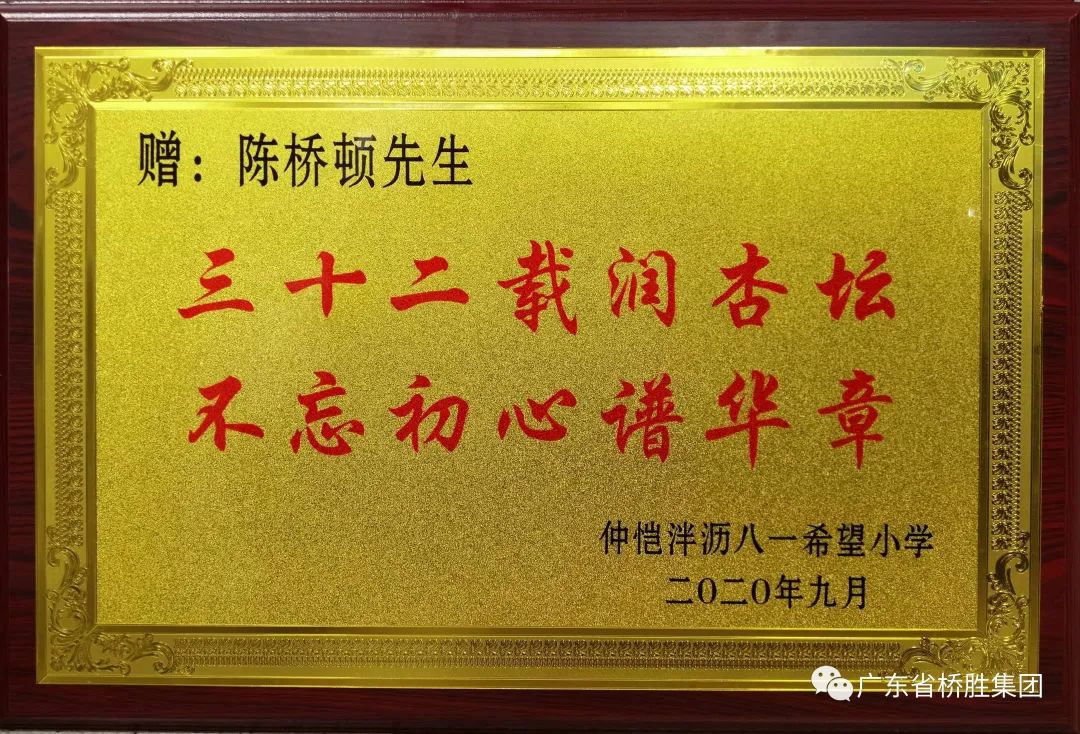 赠：陈桥顿先生
三十二载润杏坛
不忘初心谱华章
仲恺泮沥八一希望小学
二〇二〇年九月
广东省桥胜集团